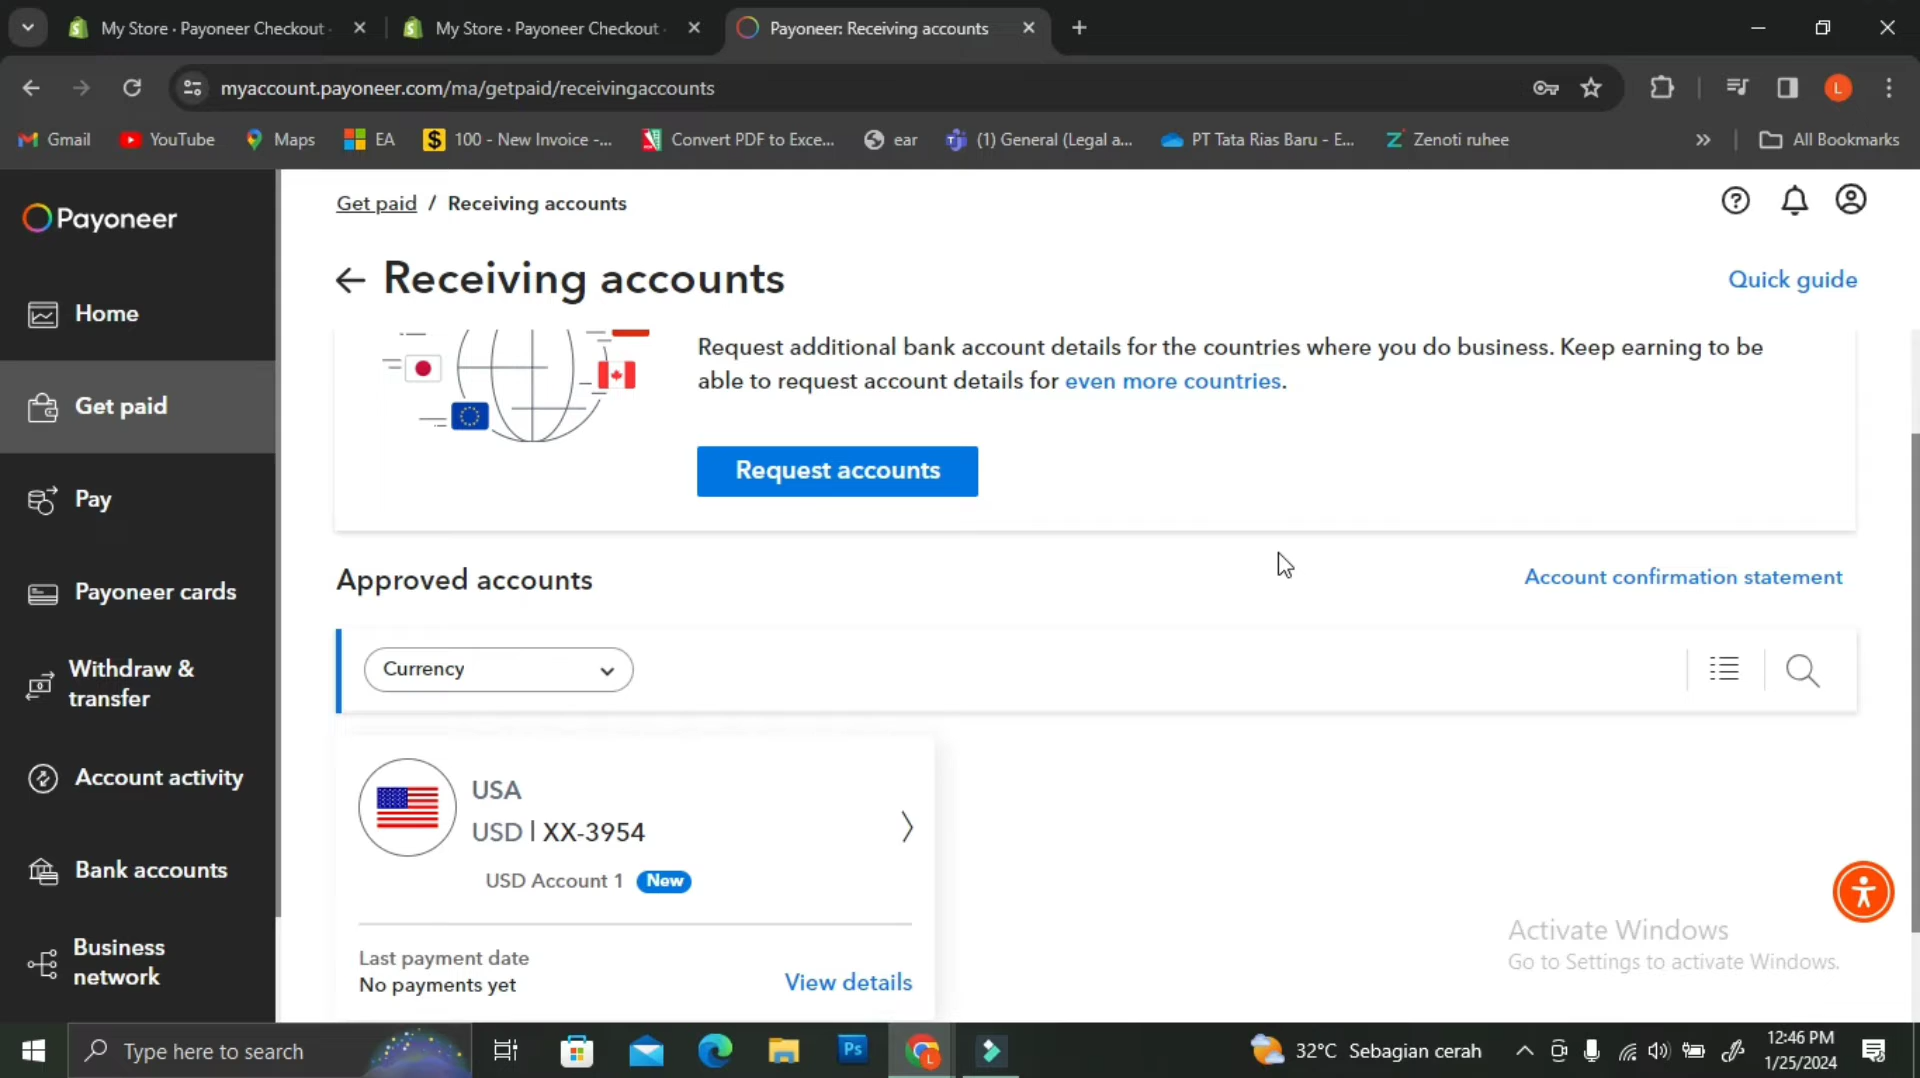 My Store · Payoneer Checkout
My Store · Payoneer Checkout
Payoneer: Receiving accounts
myaccount.payoneer.com/ma/getpaid/receivingaccounts
L
Gmail
YouTube
Maps
EA
100 - New Invoice -...
Convert PDF to Exce...
ear
(1) General (Legal a...
PT Tata Rias Baru - E...
Zenoti ruhee
All Bookmarks
Payoneer
Home
Get paid
Pay
Payoneer cards
Withdraw &
transfer
Account activity
Bank accounts
Business
network
Get paid / Receiving accounts
Receiving accounts
Quick guide
Request additional bank account details for the countries where you do business. Keep earning to be
able to request account details for even more countries.
Request accounts
Approved accounts
Account confirmation statement
Currency
USA
USD | XX-3954
USD Account 1 New
Last payment date
No payments yet
View details
Activate Windows
Go to Settings to activate Windows.
Type here to search
Ps
L
32°C Sebagian cerah
12:46 PM
1/25/2024